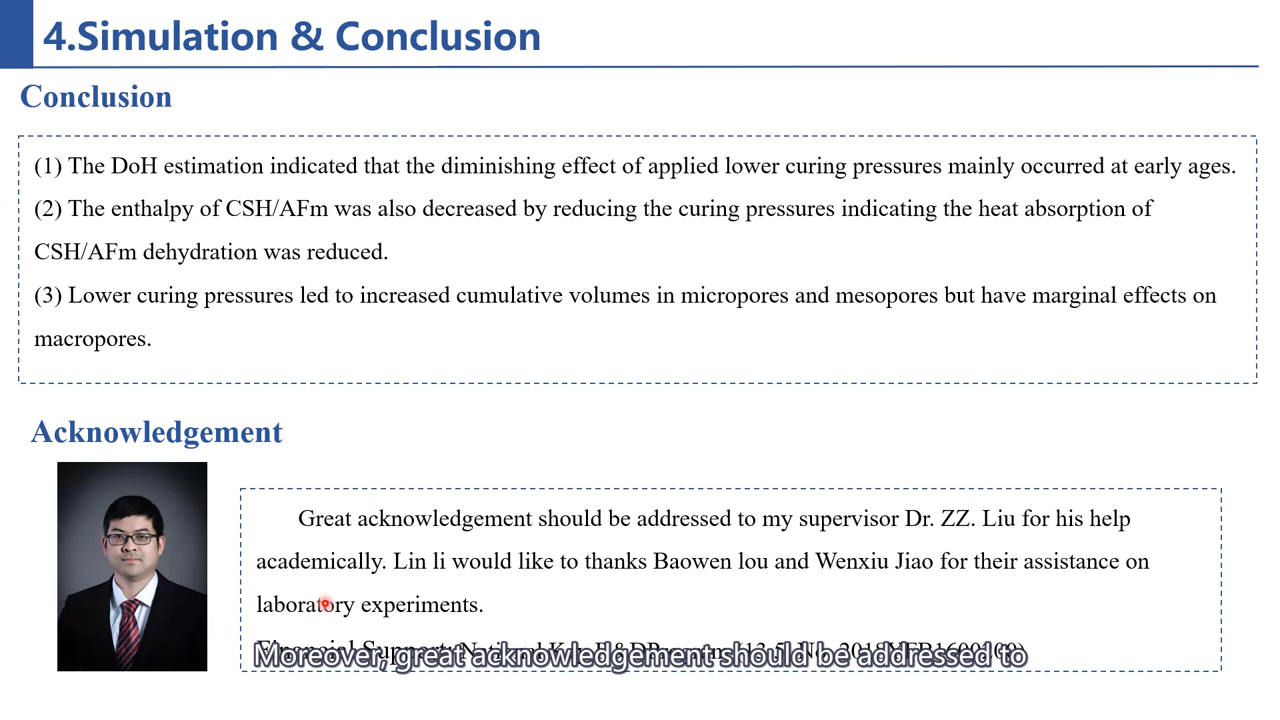 4.Simulation & Conclusion
Conclusion
(1) The DoH estimation indicated that the diminishing effect of applied lower curing pressures mainly occurred at early ages.
(2) The enthalpy of CSH/AFm was also decreased by reducing the curing pressures indicating the heat absorption of
CSH/AFm dehydration was reduced.
(3) Lower curing pressures led to increased cumulative volumes in micropores and mesopores but have marginal effects on
macropores.
Acknowledgement
Great acknowledgement should be addressed to my supervisor Dr. ZZ. Liu for his help
academically. Lin li would like to thanks Baowen lou and Wenxiu Jiao for their assistance on
laboratory experiments.
Financial Support: National
Moreover, great acknowledgement should be addressed to